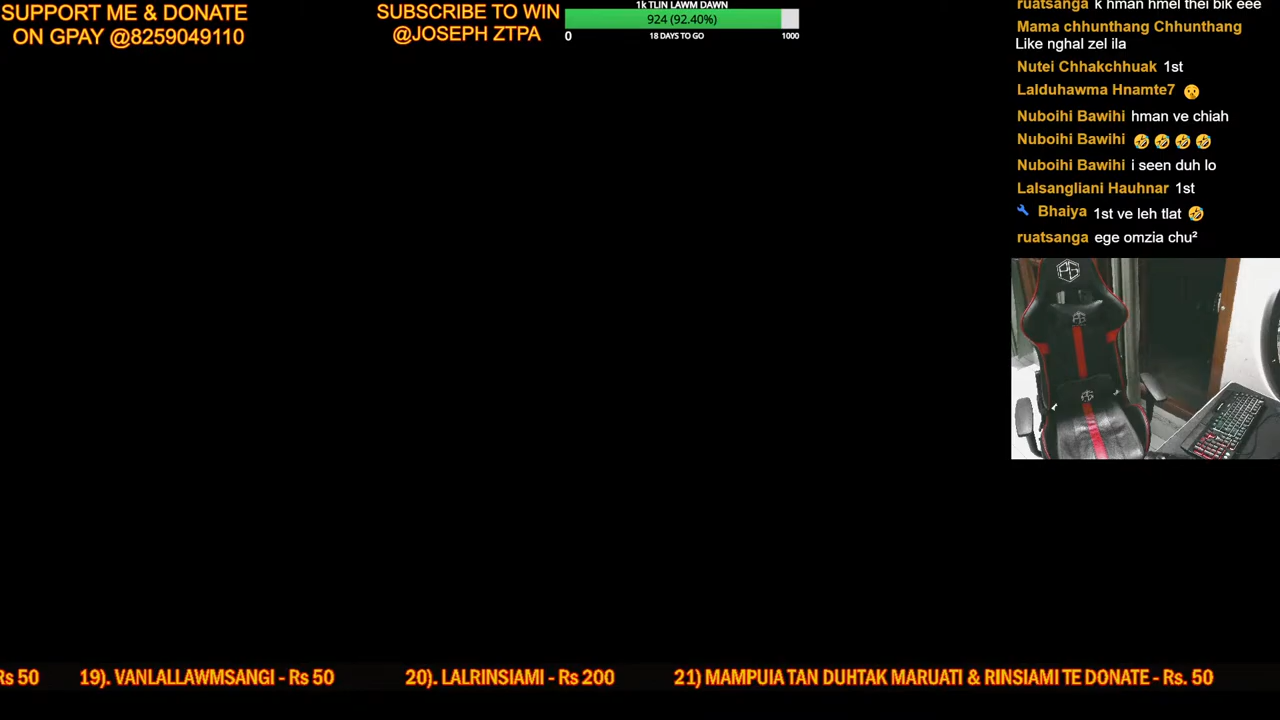 SUPPORT ME & DONATE
ON GPAY @8259049110
SUBSCRIBE TO WIN
@JOSEPH ZTPA
1k TLIN LAWM DAWN
924 (92.40%)
0
18 DAYS TO GO
1000
ruatsanga k hman hmel thei bik eee
Mama chhunthang Chhunthang
Like nghal zel ila
Nutei Chhakchhuak 1st
Lalduhawma Hnamte7
Nuboihi Bawihi hman ve chiah
Nuboihi Bawihi 🤣🤣🤣🤣
Nuboihi Bawihi i seen duh lo
Lalsangliani Hauhnar 1st
Bhaiya 1st ve leh tlat 🤣
ruatsanga ege omzia chu²
Rs 50 19). VANLALLAWMSANGI - Rs 50 20). LALRINSIAMI - Rs 200 21) MAMPUIA TAN DUHTAK MARUATI & RINSIAMI TE DONATE - Rs. 50